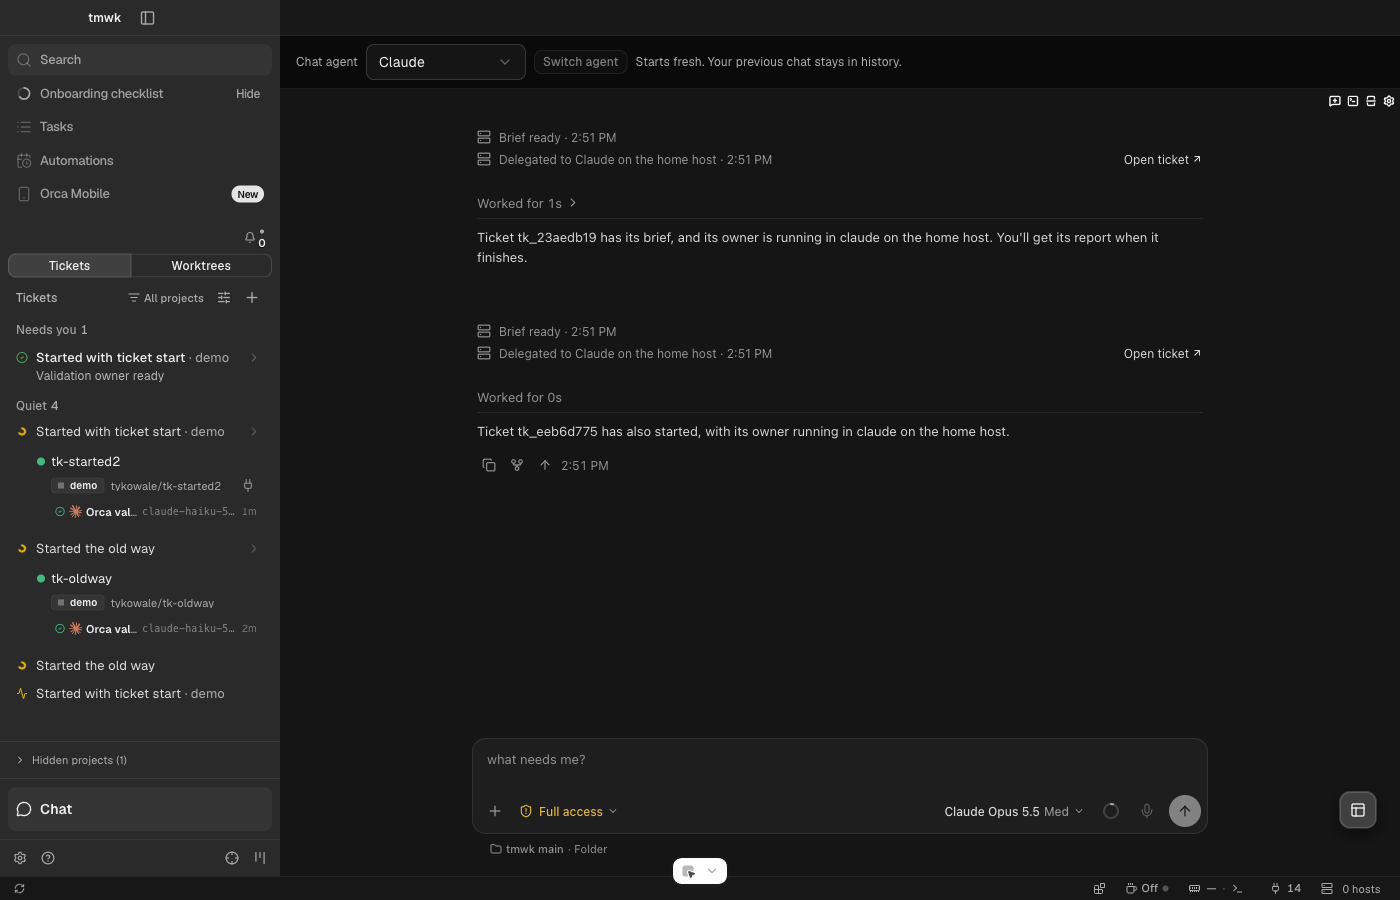 tmwk
Search
Onboarding checklist Hide
Tasks
Automations
Orca Mobile New
0
Tickets Worktrees
Tickets All projects
Needs you 1
Started with ticket start · demo
Validation owner ready
Quiet 4
Started with ticket start · demo
tk-started2
demo tykowale/tk-started2
Orca val… claude-haiku-5… 1m
Started the old way
tk-oldway
demo tykowale/tk-oldway
Orca val… claude-haiku-5… 2m
Started the old way
Started with ticket start · demo
Hidden projects (1)
Chat
Chat agent Claude Switch agent Starts fresh. Your previous chat stays in history.
Brief ready · 2:51 PM
Delegated to Claude on the home host · 2:51 PM Open ticket
Worked for 1s
Ticket tk_23aedb19 has its brief, and its owner is running in claude on the home host. You'll get its report when it
finishes.
Brief ready · 2:51 PM
Delegated to Claude on the home host · 2:51 PM Open ticket
Worked for 0s
Ticket tk_eeb6d775 has also started, with its owner running in claude on the home host.
2:51 PM
what needs me?
Full access Claude Opus 5.5 Med
tmwk main · Folder
Off — · 14 0 hosts